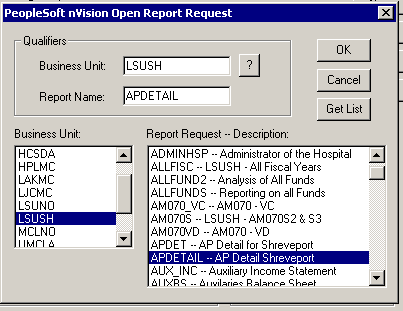 PeopleSoft nVision Open Report Request
Qualifiers
Business Unit: LSUSH ?
Report Name: APDETAIL
OK
Cancel
Get List
Business Unit:
HCSDA
HPLMC
LAKMC
LJCMC
LSUNO
LSUSH
MCLNO
UMCLA
Report Request -- Description:
ADMINHSP -- Administrator of the Hospital
ALLFISC -- LSUSH - All Fiscal Years
ALLFUND2 -- Analysis of All Funds
ALLFUNDS -- Reporting on all Funds
AM070_VC -- AM070 - VC
AM070S -- LSUSH - AM070S2 & S3
AM070VD -- AM070 - VD
APDET -- AP Detail for Shreveport
APDETAIL -- AP Detail Shreveport
AUX_INC -- Auxiliary Income Statement
AUXBS -- Auxilaries Balance Sheet